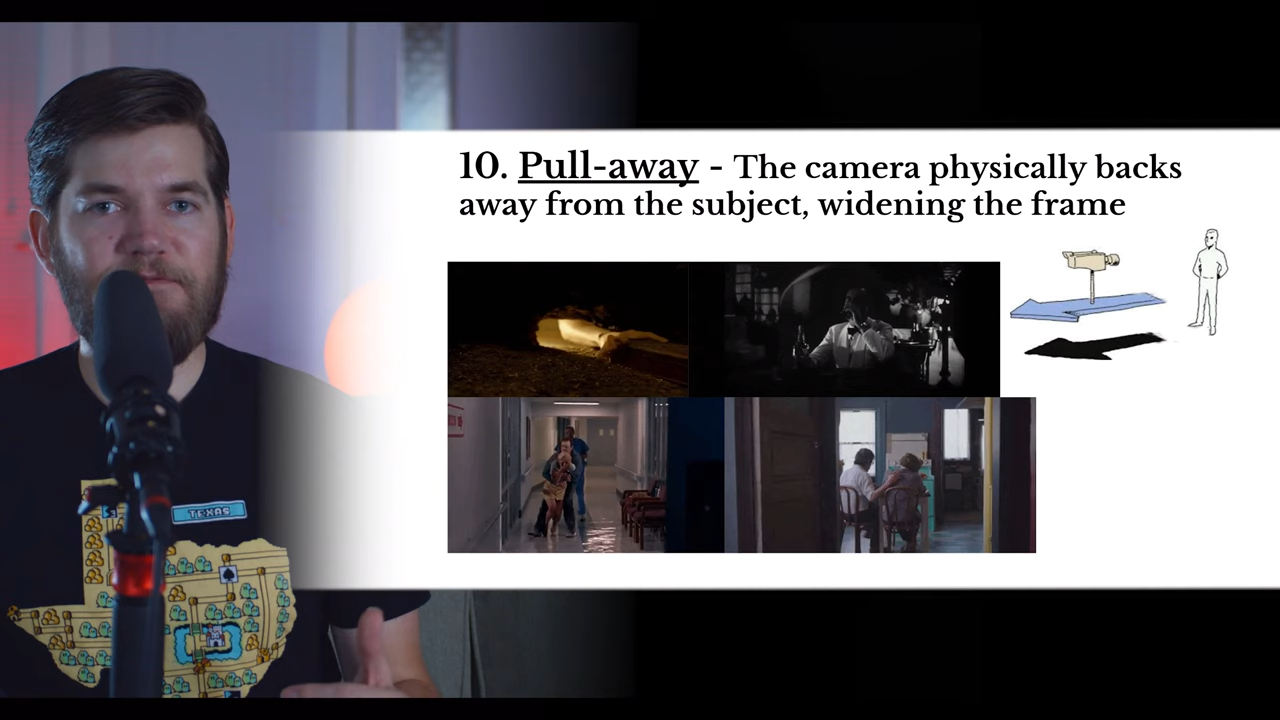 10. Pull-away - The camera physically backs
away from the subject, widening the frame
TEXAS